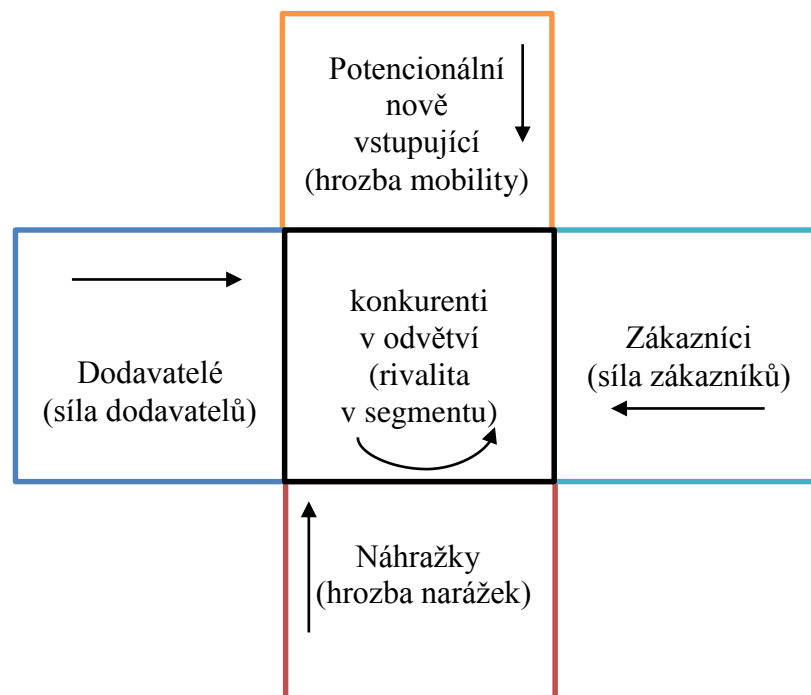 Potencionální
nově
vstupující
(hrozba mobility)
konkurenti
v odvětví
(rivalita
v segmentu)
Dodavatelé
(síla dodavatelů)
Zákazníci
(síla zákazníků)
Náhražky
(hrozba narážek)